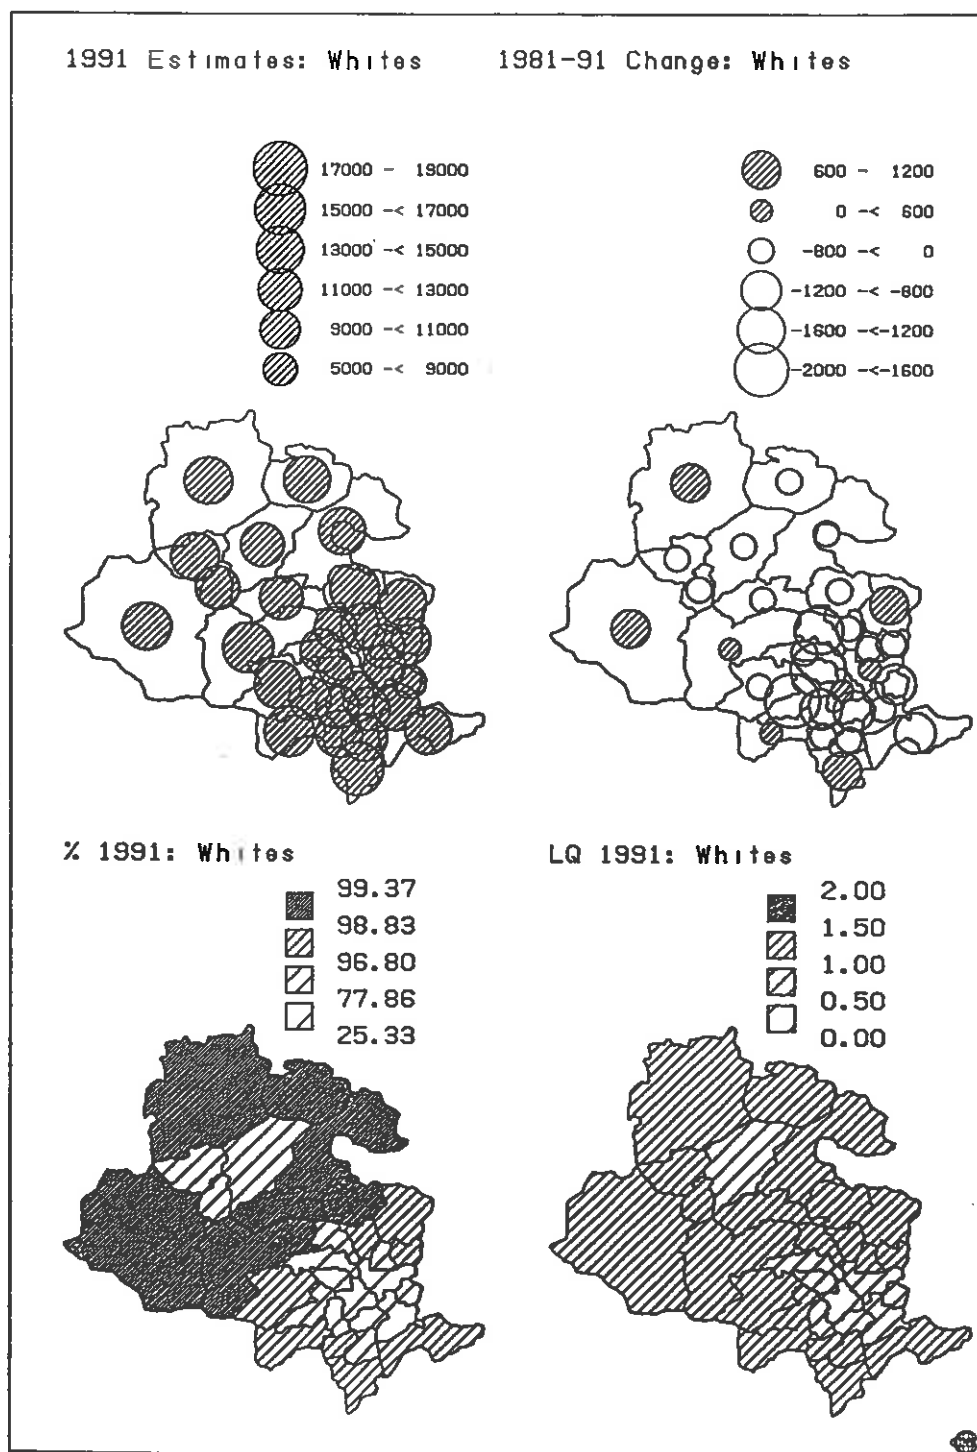 1991 Estimates: Whites
1981-91 Change: Whites
17000 - 19000
15000 -< 17000
13000 -< 15000
11000 -< 13000
9000 -< 11000
5000 -< 9000
600 - 1200
0 -< 600
-800 -< 0
-1200 -< -800
-1600 -<-1200
-2000 -<-1600
% 1991: Whites
99.37
98.83
96.80
77.86
25.33
LQ 1991: Whites
2.00
1.50
1.00
0.50
0.00